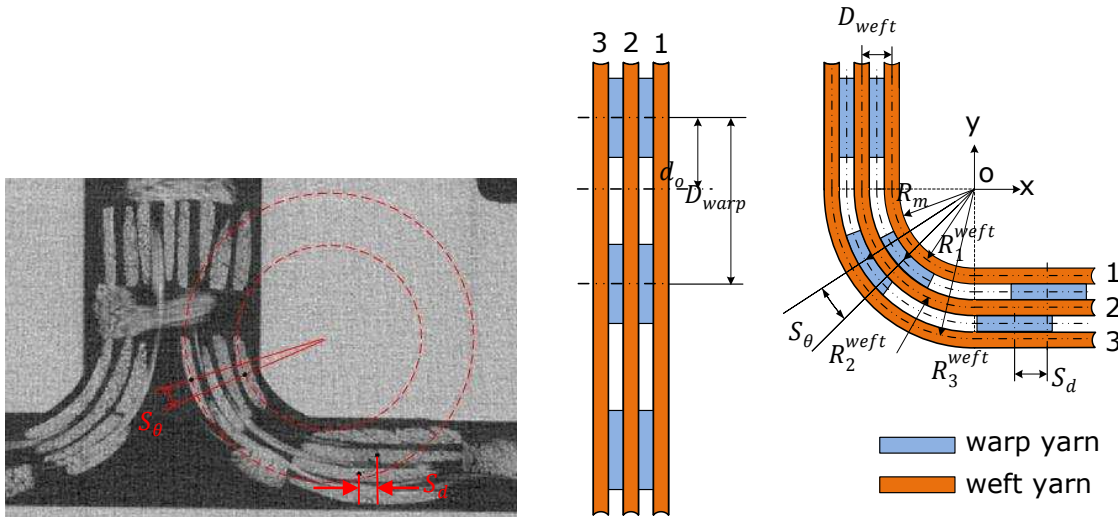 S_θ
S_d
3 2 1
d_o
D_warp
D_weft
y
o
x
R_m
R_1^weft
1
2
3
S_θ
R_2^weft
R_3^weft
S_d
warp yarn
weft yarn